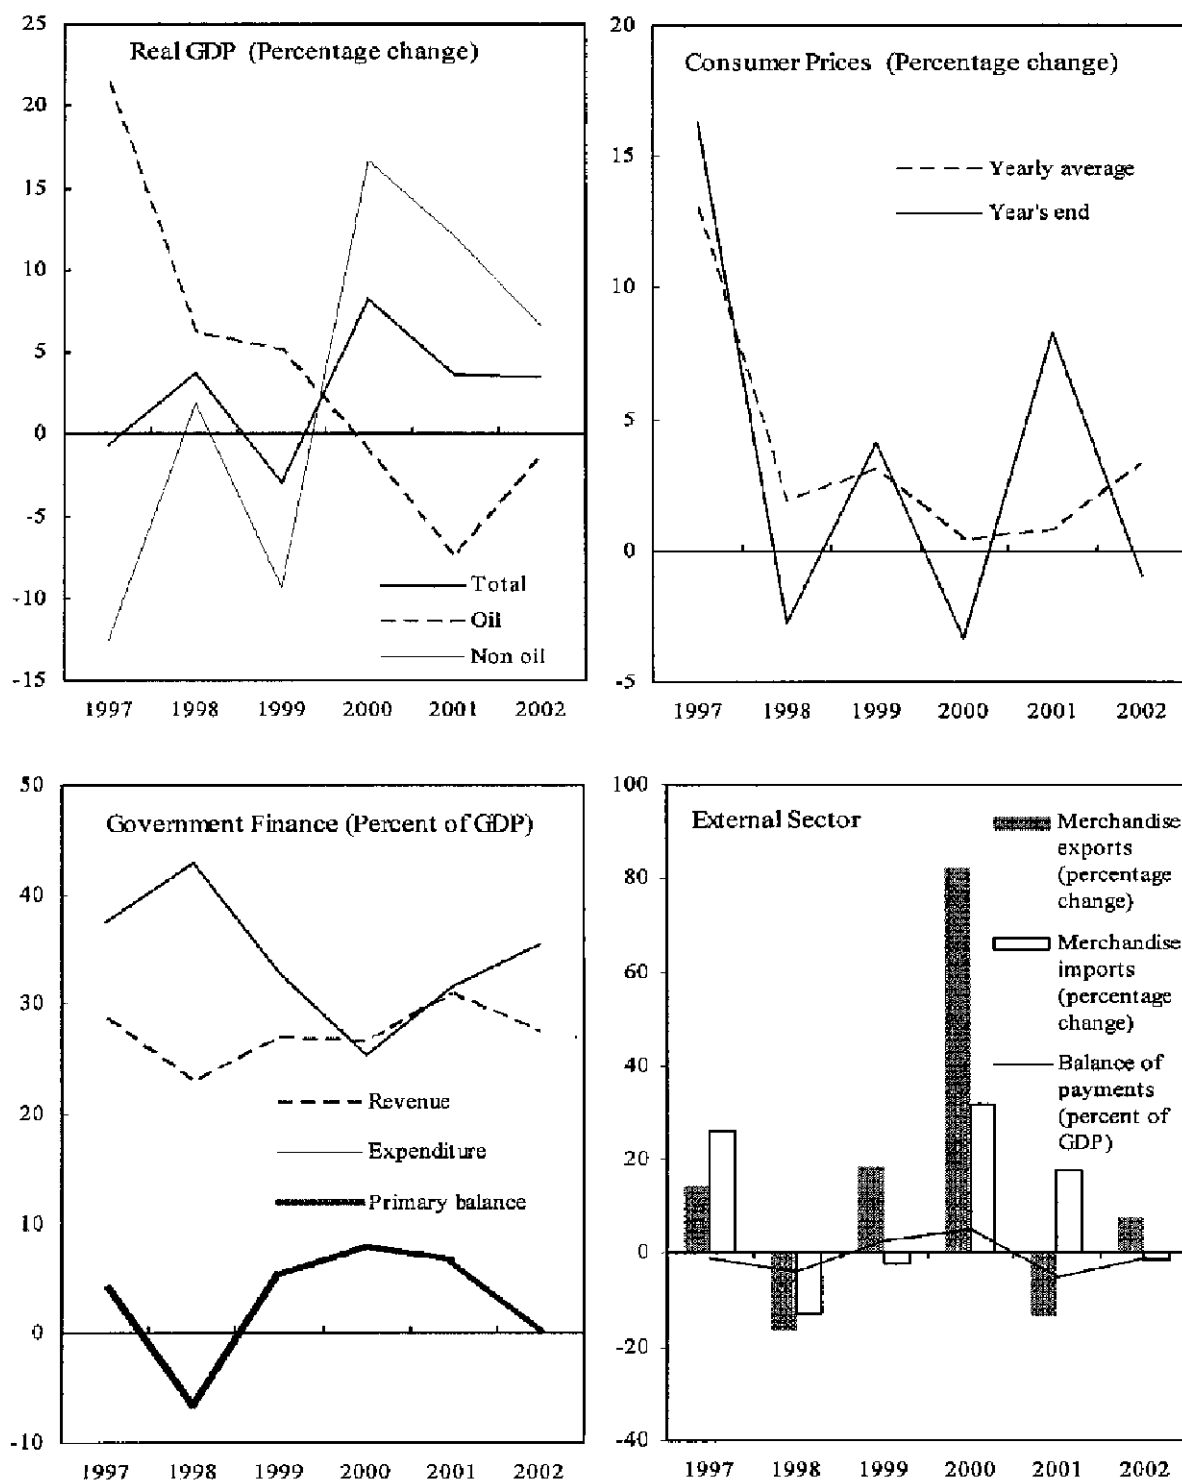 Real GDP (Percentage change)
25
20
15
10
5
0
-5
-10
-15
Total
Oil
Non oil
1997 1998 1999 2000 2001 2002
Consumer Prices (Percentage change)
20
15
10
5
0
-5
Yearly average
Year's end
1997 1998 1999 2000 2001 2002
Government Finance (Percent of GDP)
50
40
30
20
10
0
-10
Revenue
Expenditure
Primary balance
1997 1998 1999 2000 2001 2002
External Sector
100
80
60
40
20
0
-20
-40
Merchandise
exports
(percentage
change)
Merchandise
imports
(percentage
change)
Balance of
payments
(percent of
GDP)
1997 1998 1999 2000 2001 2002